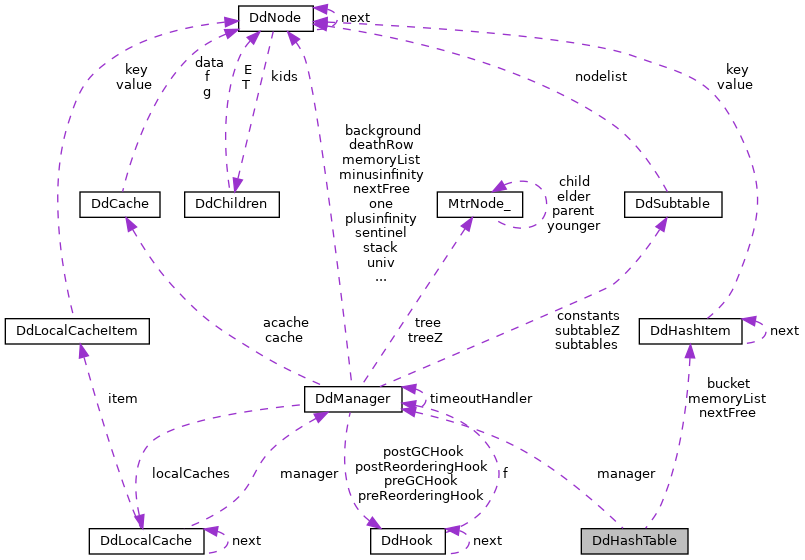 DdNode
next
key
value
data
f
g
E
T
kids
nodelist
key
value
background
deathRow
memoryList
minusinfinity
nextFree
one
plusinfinity
sentinel
stack
univ
...
child
elder
parent
younger
DdCache
DdChildren
MtrNode_
DdSubtable
acache
cache
tree
treeZ
constants
subtableZ
subtables
DdLocalCacheItem
DdHashItem
next
item
DdManager
timeoutHandler
bucket
memoryList
nextFree
localCaches
manager
postGCHook
postReorderingHook
preGCHook
preReorderingHook
f
manager
DdLocalCache
next
DdHook
next
DdHashTable